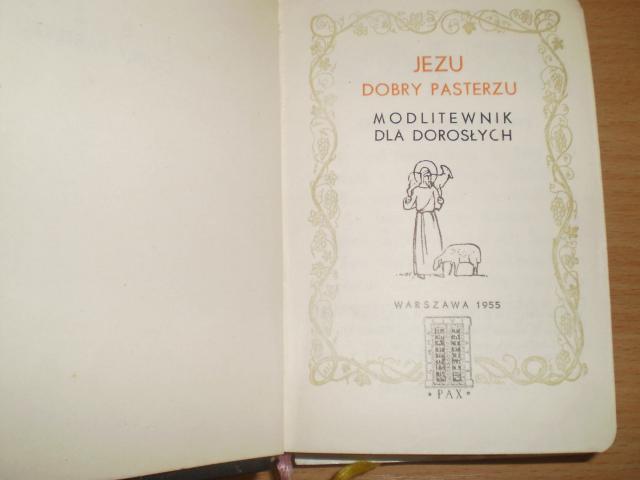 JEZU
DOBRY PASTERZU
MODLITEWNIK
DLA DOROSŁYCH
WARSZAWA 1955
• PAX •